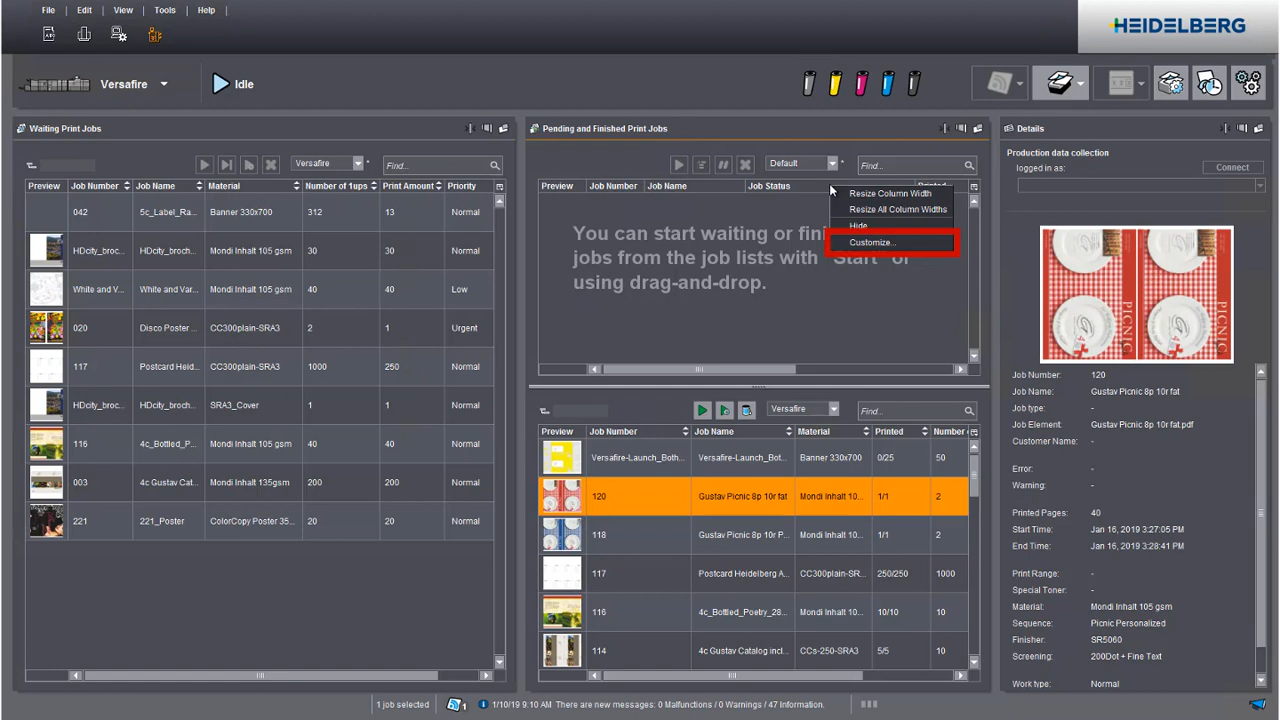 File Edit View Tools Help
HEIDELBERG
Versafire Idle
Waiting Print Jobs
Versafire * Find...
Preview Job Number Job Name Material Number of 1ups Print Amount Priority
042 5c_Label_Ra... Banner 330x700 312 13 Normal
HDcity_broch... HDcity_broch... Mondi Inhalt 105 gsm 30 30 Normal
White and V... White and Var... Mondi Inhalt 105 gsm 40 40 Low
020 Disco Poster ... CC300plain-SRA3 2 1 Urgent
117 Postcard Heid... CC300plain-SRA3 1000 250 Normal
HDcity_broch... HDcity_broch... SRA3_Cover 1 1 Normal
116 4c_Bottled_P... Mondi Inhalt 105 gsm 40 40 Normal
003 4c Gustav Cat... Mondi Inhalt 135gsm 200 200 Normal
221 221_Poster ColorCopy Poster 35... 20 20 Normal
Pending and Finished Print Jobs
Default * Find...
Preview Job Number Job Name Job Status Printed
Resize Column Width
Resize All Column Widths
Hide
Customize...
You can start waiting or fini
jobs from the job lists with "Start" or
using drag-and-drop.
Versafire Find...
Preview Job Number Job Name Material Printed Number
Versafire-Launch_Both... Versafire-Launch_Bot... Banner 330x700 0/25 50
120 Gustav Picnic 8p 10r fat Mondi Inhalt 10... 1/1 2
118 Gustav Picnic 8p 10r P... Mondi Inhalt 10... 1/1 2
117 Postcard Heidelberg A... CC300plain-SR... 250/250 1000
116 4c_Bottled_Poetry_28... Mondi Inhalt 10... 10/10 10
114 4c Gustav Catalog incl... CCs-250-SRA3 5/5 10
Details
Production data collection
logged in as: Connect
PICNIC PICNIC
Job Number: 120
Job Name: Gustav Picnic 8p 10r fat
Job type: -
Job Element: Gustav Picnic 8p 10r fat.pdf
Customer Name: -
Error: -
Warning: -
Printed Pages: 40
Start Time: Jan 16, 2019 3:27:05 PM
End Time: Jan 16, 2019 3:28:41 PM
Print Range: -
Special Toner: -
Material: Mondi Inhalt 105 gsm
Sequence: Picnic Personalized
Finisher: SR5060
Screening: 200Dot + Fine Text
Work type: Normal
1 job selected 1 1/10/19 9:10 AM There are new messages: 0 Malfunctions / 0 Warnings / 47 Information.